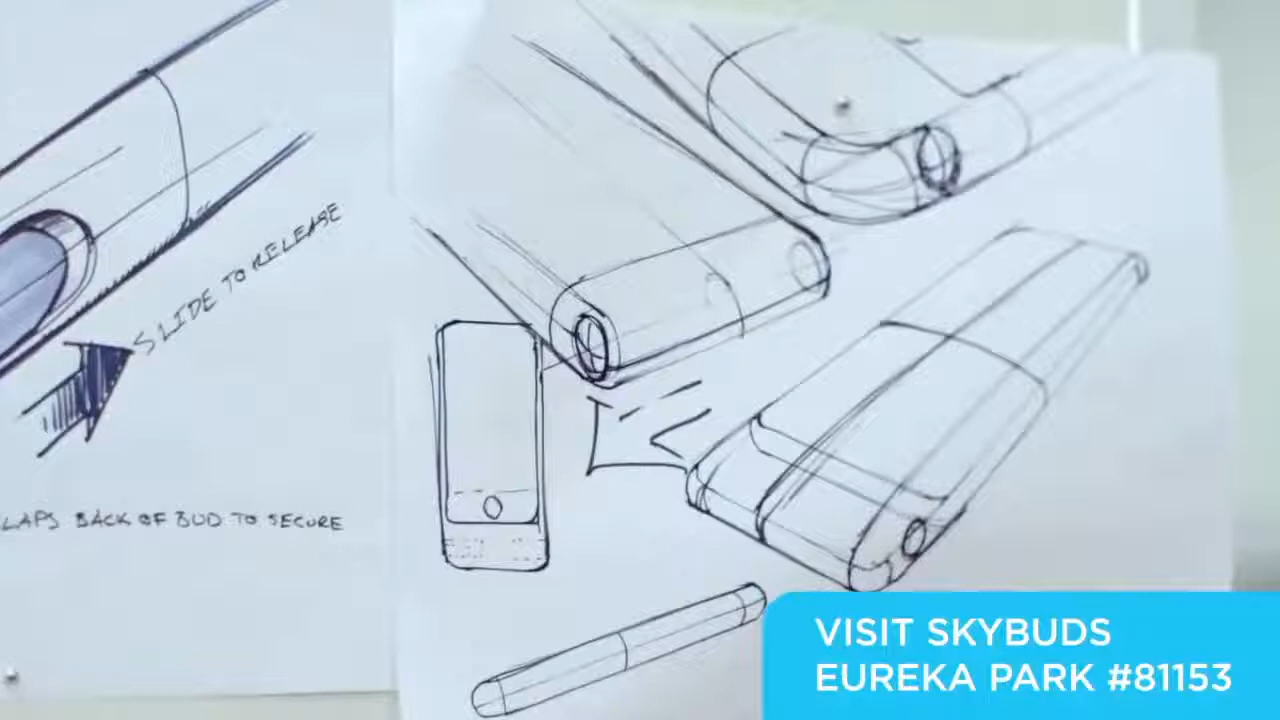 SLIDE TO RELEASE
LAPS BACK OF BUD TO SECURE
VISIT SKYBUDS
EUREKA PARK #81153